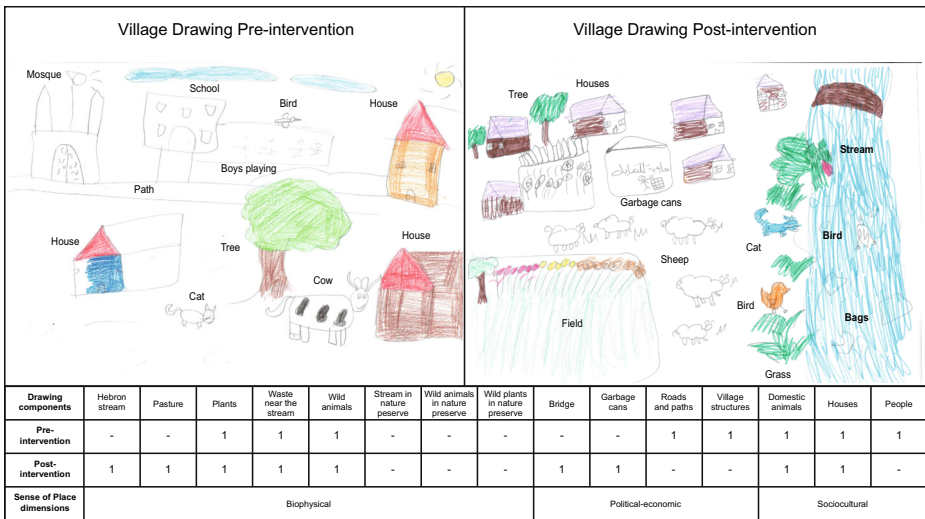 Village Drawing Pre-intervention
Mosque
School
Bird
House
Boys playing
Path
House
Tree
House
Cow
Cat
Village Drawing Post-intervention
Tree
Houses
Stream
Garbage cans
Cat
Bird
Sheep
Bird
Field
Bags
Grass
Drawing components
Hebron stream
Pasture
Plants
Waste near the stream
Wild animals
Stream in nature peserve
Wild animals in nature preserve
Wild plants in nature preserve
Bridge
Garbage cans
Roads and paths
Village structures
Domestic animals
Houses
People
Pre-intervention
- - 1 1 1 - - - - - 1 1 1 1 1
Post-intervention
1 1 1 1 1 - - - 1 1 - - 1 1 -
Sense of Place dimensions
Biophysical
Political-economic
Sociocultural